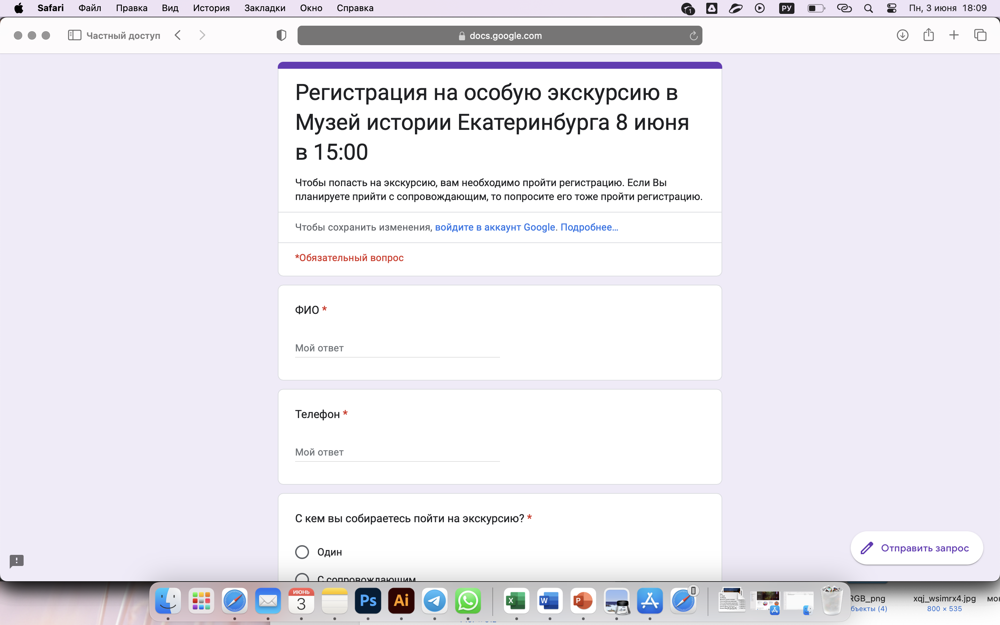 Safari Файл Правка Вид История Закладки Окно Справка
1 РУ Пн, 3 июня 18:09
Частный доступ
docs.google.com
Регистрация на особую экскурсию в
Музей истории Екатеринбурга 8 июня
в 15:00
Чтобы попасть на экскурсию, вам необходимо пройти регистрацию. Если Вы
планируете прийти с сопровождающим, то попросите его тоже пройти регистрацию.
Чтобы сохранить изменения, войдите в аккаунт Google. Подробнее...
*Обязательный вопрос
ФИО *
Мой ответ
Телефон *
Мой ответ
С кем вы собираетесь пойти на экскурсию? *
Один
С сопровождающим
Отправить запрос
ИЮНЬ
3
Ps
Ai
X
W
P
RGB_png
бъекты (4)
xqj_wsimrx4.jpg
800 × 535